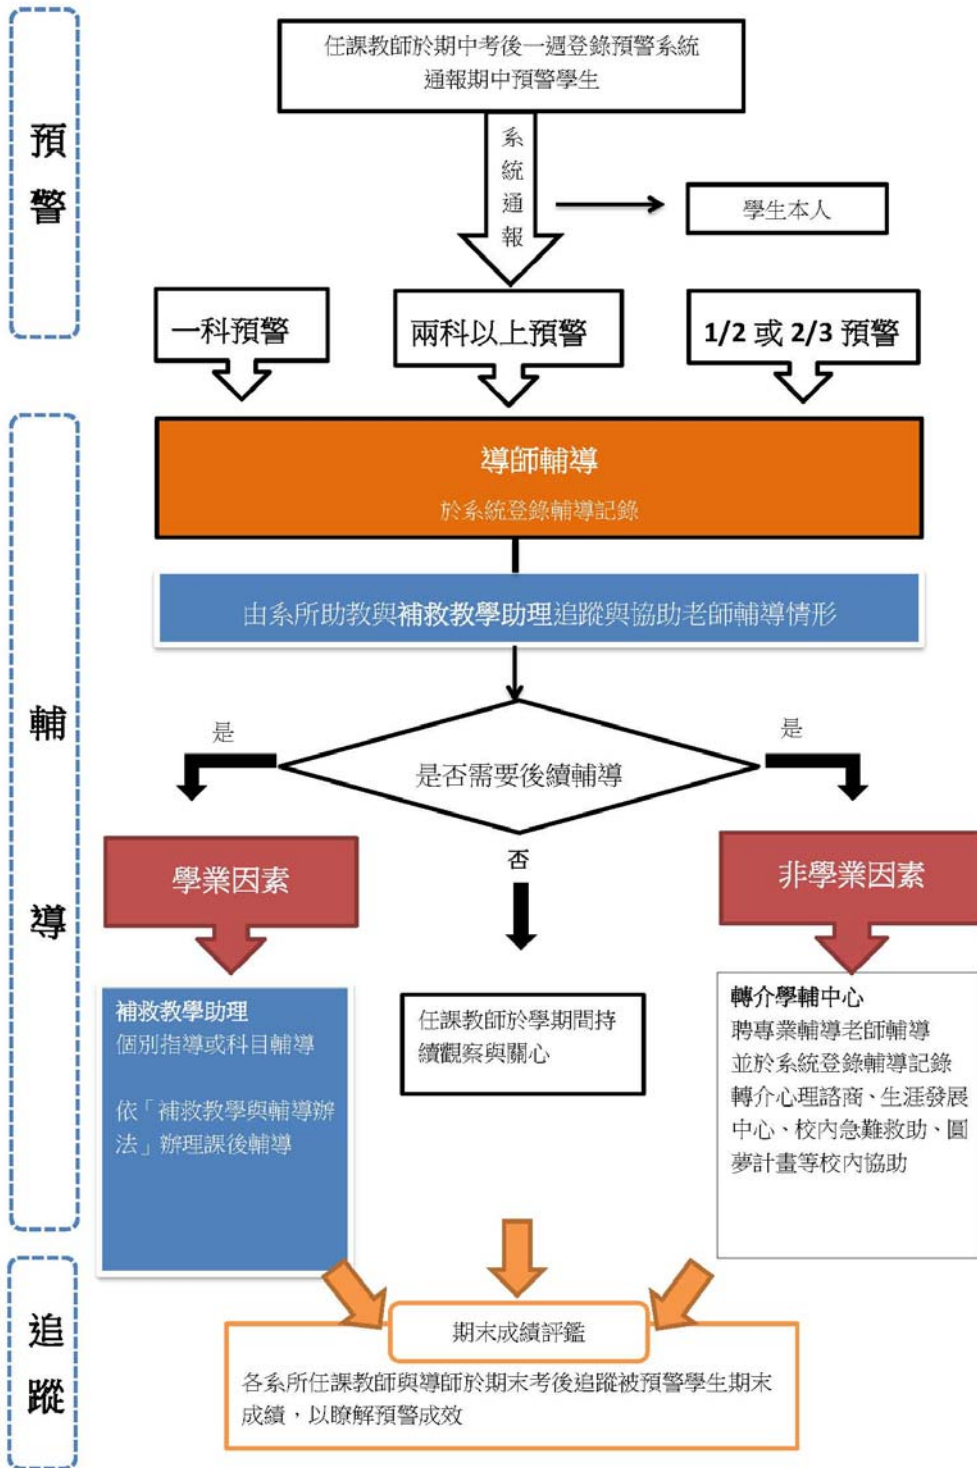 預
警
任課教師於期中考後一週登錄預警系統
通報期中預警學生
系
統
通
報
學生本人
一科預警
兩科以上預警
1/2 或 2/3 預警
輔
導
導師輔導
於系統登錄輔導記錄
由系所助教與補救教學助理追蹤與協助老師輔導情形
是
是否需要後續輔導
是
否
學業因素
非學業因素
補救教學助理
個別指導或科目輔導
依「補救教學與輔導辦
法」辦理課後輔導
任課教師於學期間持
續觀察與關心
轉介學輔中心
聘專業輔導老師輔導
並於系統登錄輔導記錄
轉介心理諮商、生涯發展
中心、校內急難救助、圓
夢計畫等校內協助
追
蹤
期末成績評鑑
各系所任課教師與導師於期末考後追蹤被預警學生期末
成績，以瞭解預警成效